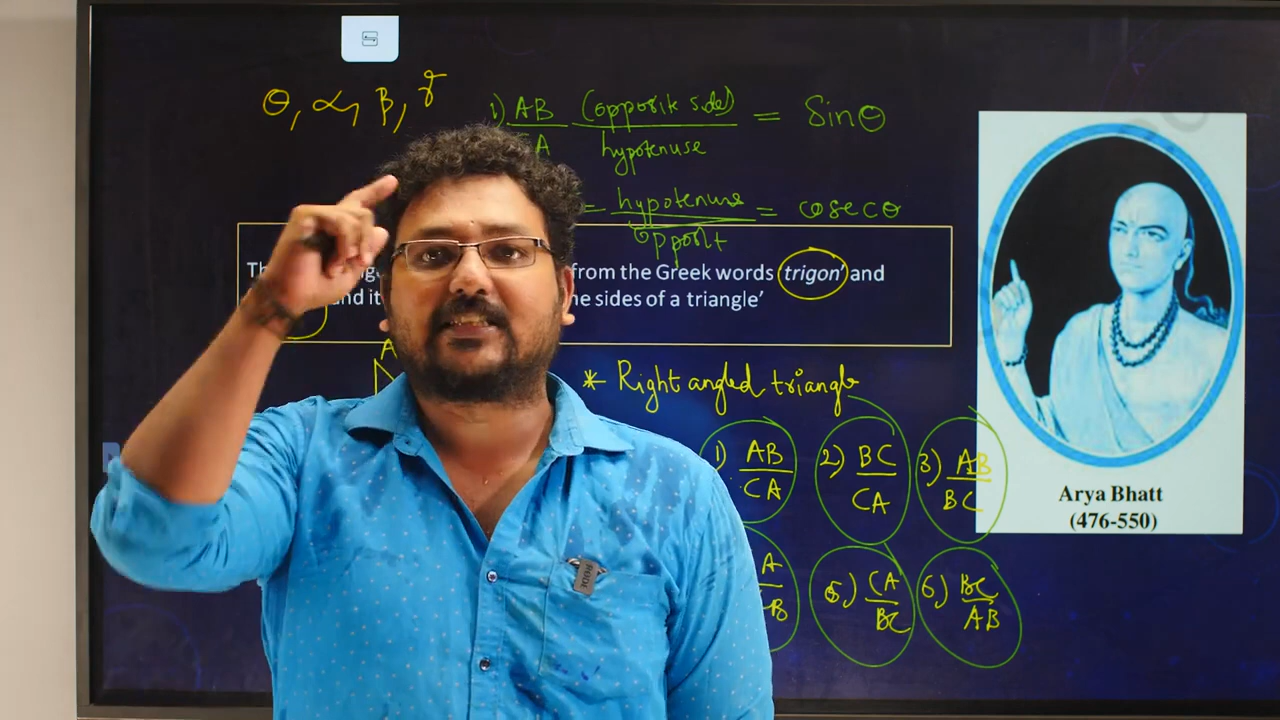 θ, α, β, γ
1) AB (opposite side) = Sinθ
CA hypotenuse
= hypotenuse = cosecθ
opposit
from the Greek words 'trigon' and
sides of a triangle'
A
* Right angled triangle
1) AB 2) BC 3) AB
CA CA BC
A 5.) CA 6.) BC
BC AB
Arya Bhatt
(476-550)